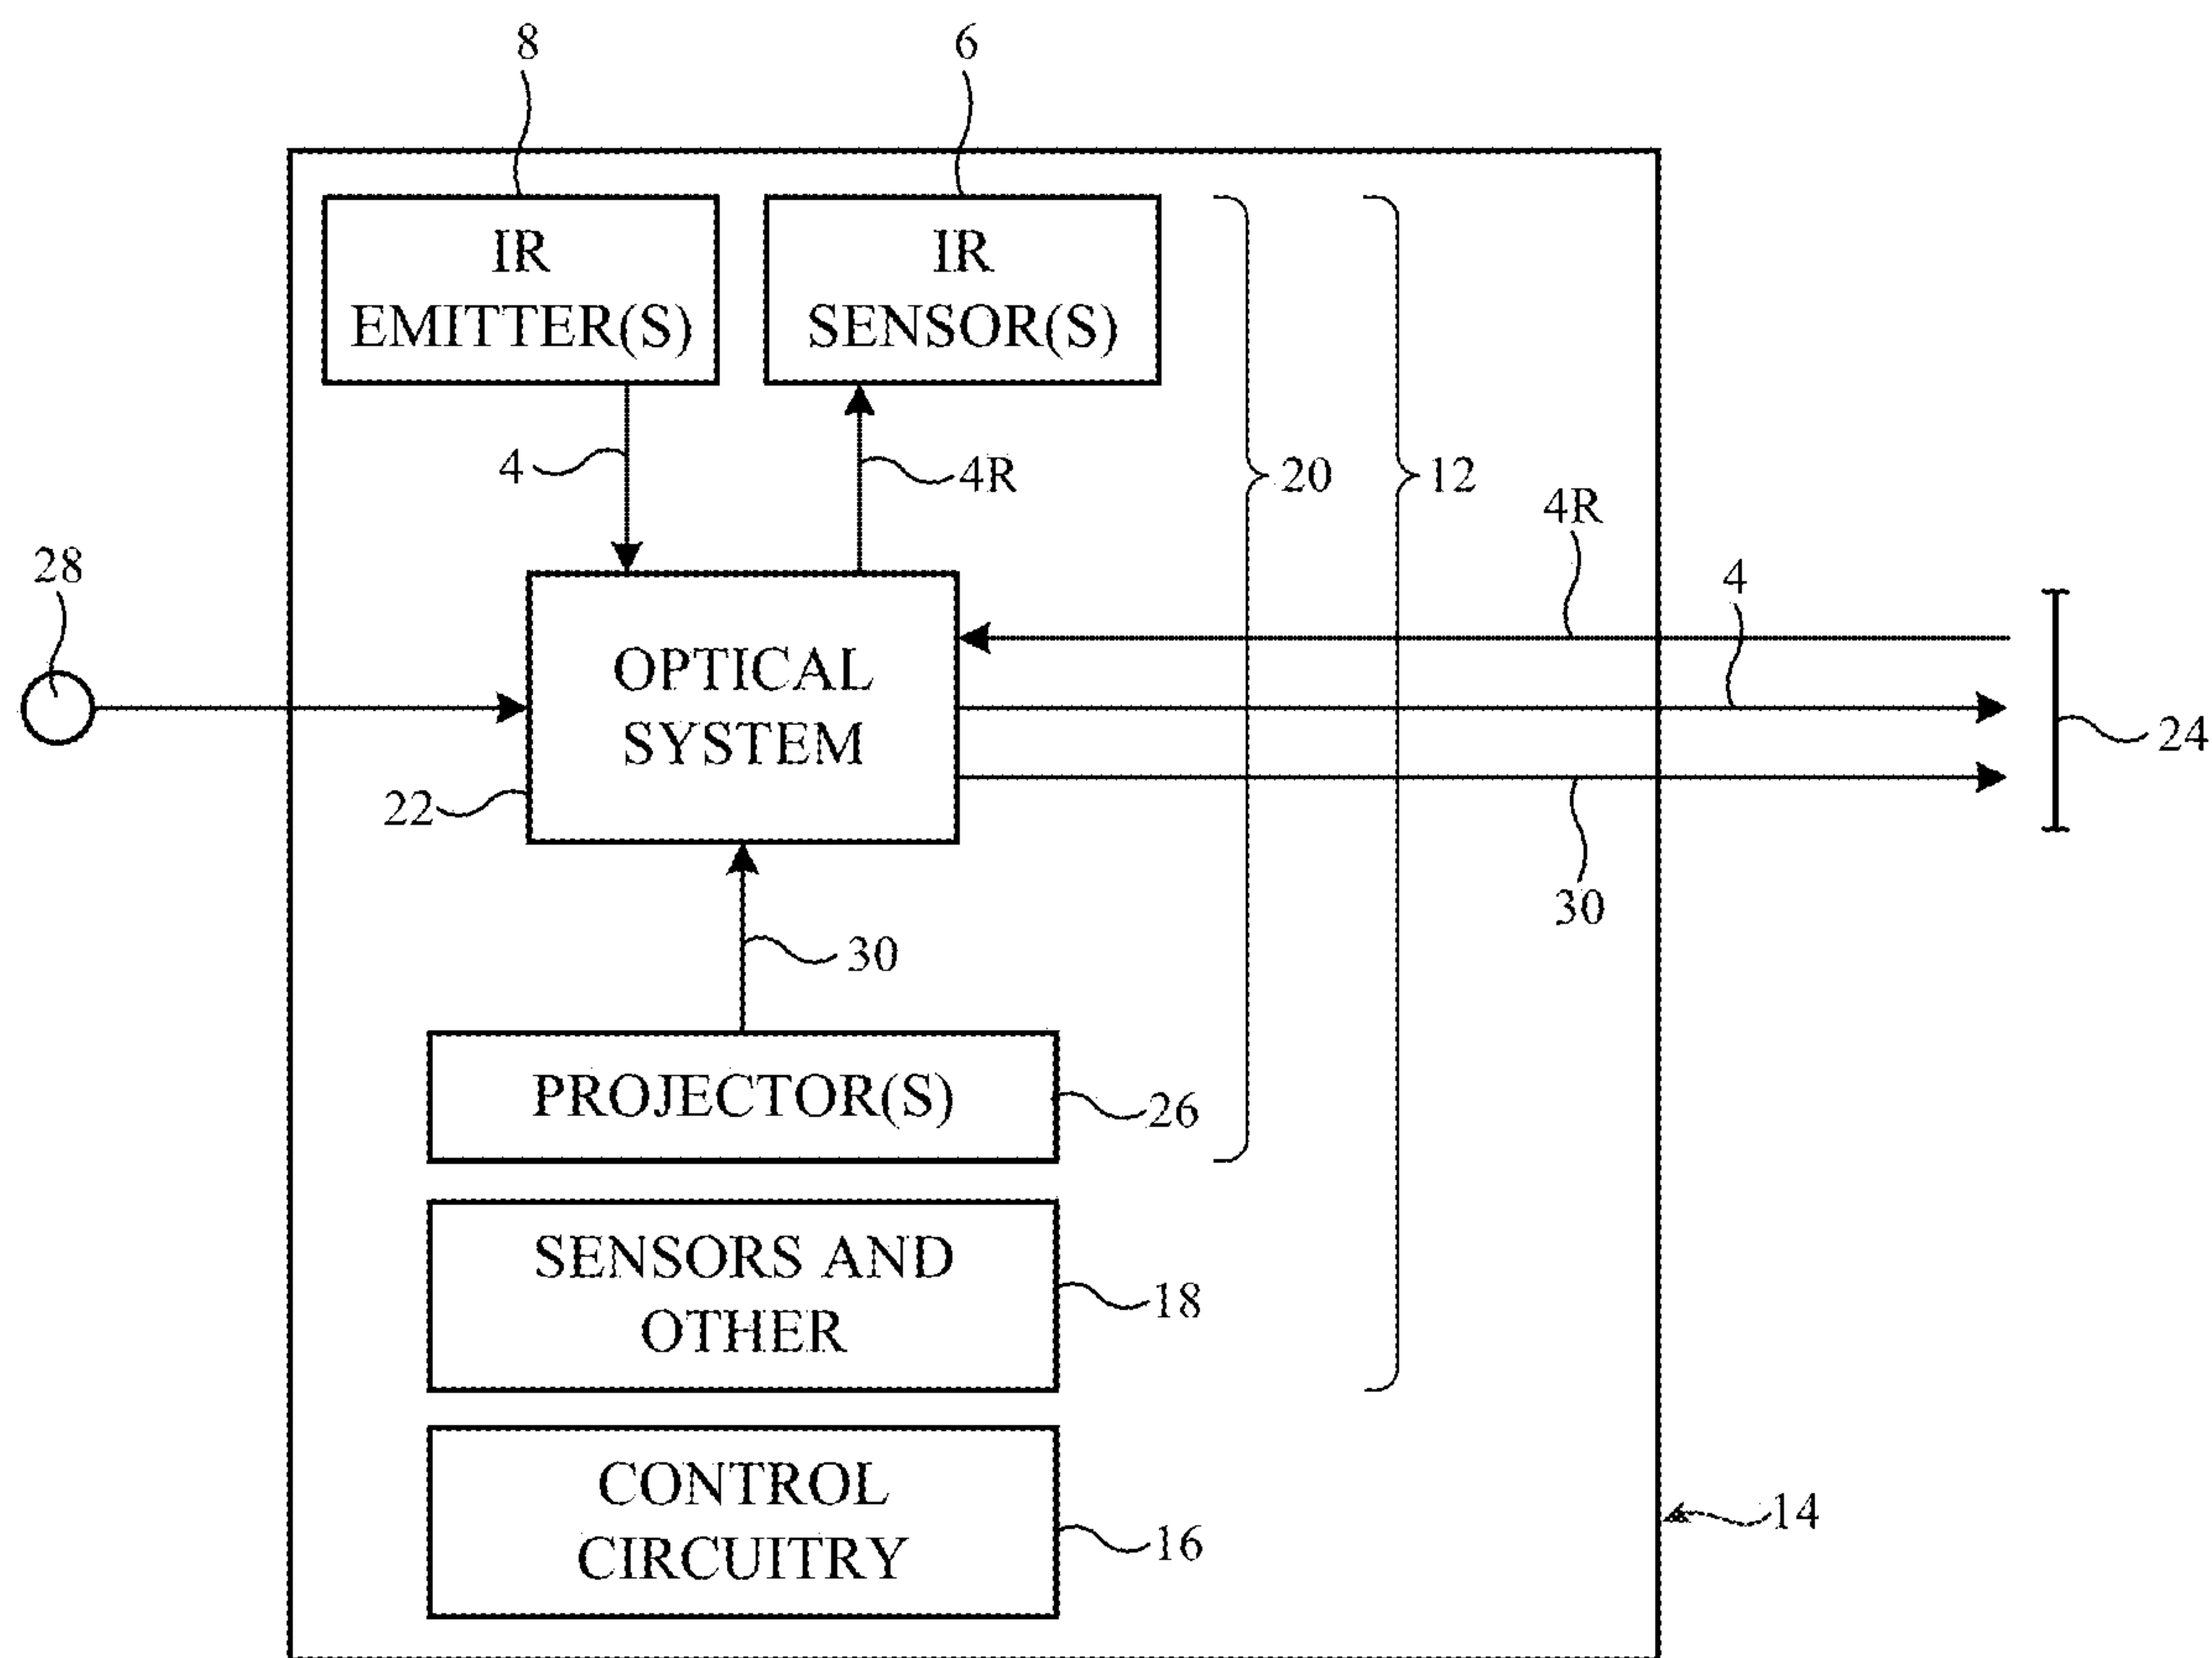 8
6
IR
EMITTER(S)
IR
SENSOR(S)
4
4R
20
12
4R
4
28
OPTICAL
SYSTEM
24
22
30
30
PROJECTOR(S)
26
SENSORS AND
OTHER
18
CONTROL
CIRCUITRY
16
14